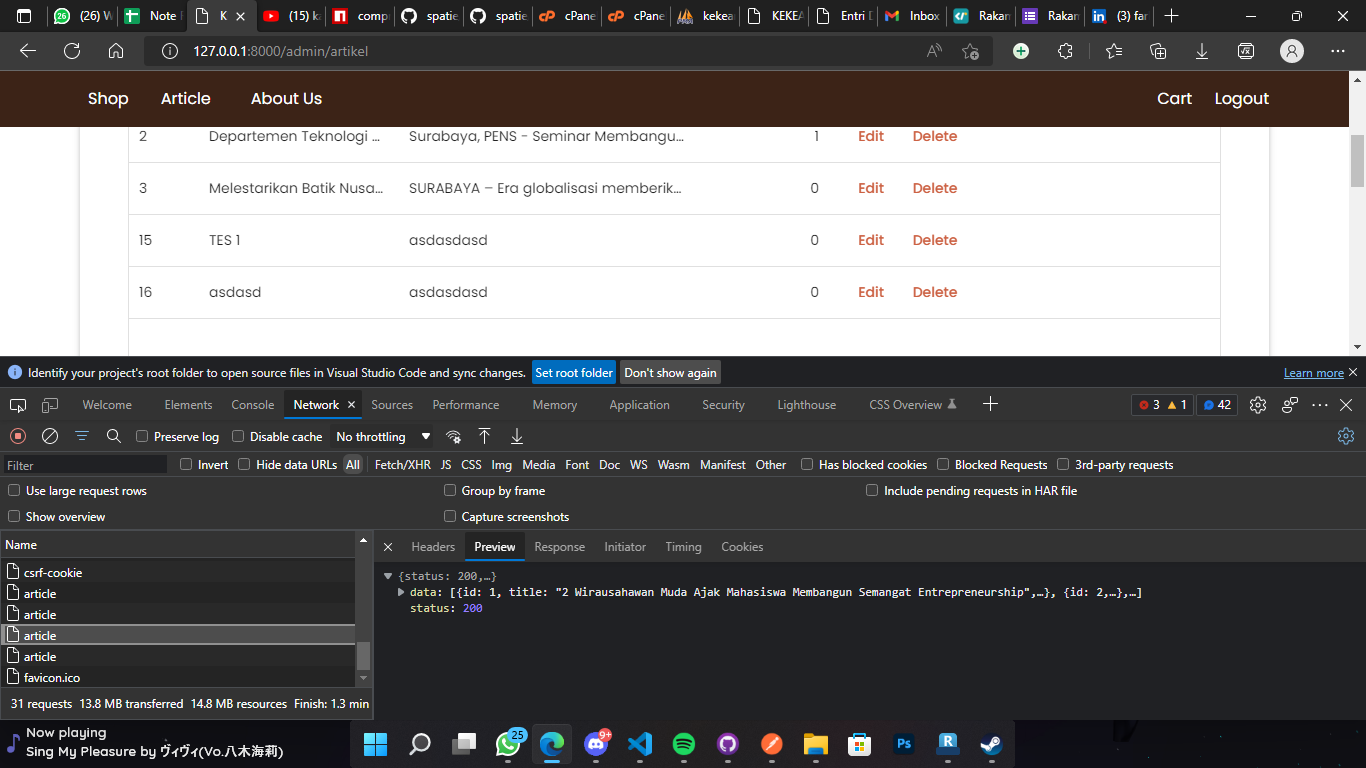 26
(26) W
Note
K
(15) k
comp
spatie
spatie
cPane
cPane
kekea
KEKEA
Entri D
Inbox
Rakan
Rakan
(3) far
127.0.0.1:8000/admin/artikel
Shop Article About Us Cart Logout
2 Departemen Teknologi ... Surabaya, PENS - Seminar Membangu... 1 Edit Delete
3 Melestarikan Batik Nusa... SURABAYA – Era globalisasi memberik... 0 Edit Delete
15 TES 1 asdasdasd 0 Edit Delete
16 asdasd asdasdasd 0 Edit Delete
Identify your project's root folder to open source files in Visual Studio Code and sync changes. Set root folder Don't show again Learn more
Welcome Elements Console Network Sources Performance Memory Application Security Lighthouse CSS Overview 3 1 42
Preserve log Disable cache No throttling
Filter Invert Hide data URLs All Fetch/XHR JS CSS Img Media Font Doc WS Wasm Manifest Other Has blocked cookies Blocked Requests 3rd-party requests
Use large request rows Group by frame Include pending requests in HAR file
Show overview Capture screenshots
Name
csrf-cookie
article
article
article
article
favicon.ico
31 requests 13.8 MB transferred 14.8 MB resources Finish: 1.3 min
Headers Preview Response Initiator Timing Cookies
{status: 200,…}
data: [{id: 1, title: "2 Wirausahawan Muda Ajak Mahasiswa Membangun Semangat Entrepreneurship",…}, {id: 2,…},…]
status: 200
Now playing
Sing My Pleasure by ヴィヴィ(Vo.八木海莉)
25
9+
Ps
R